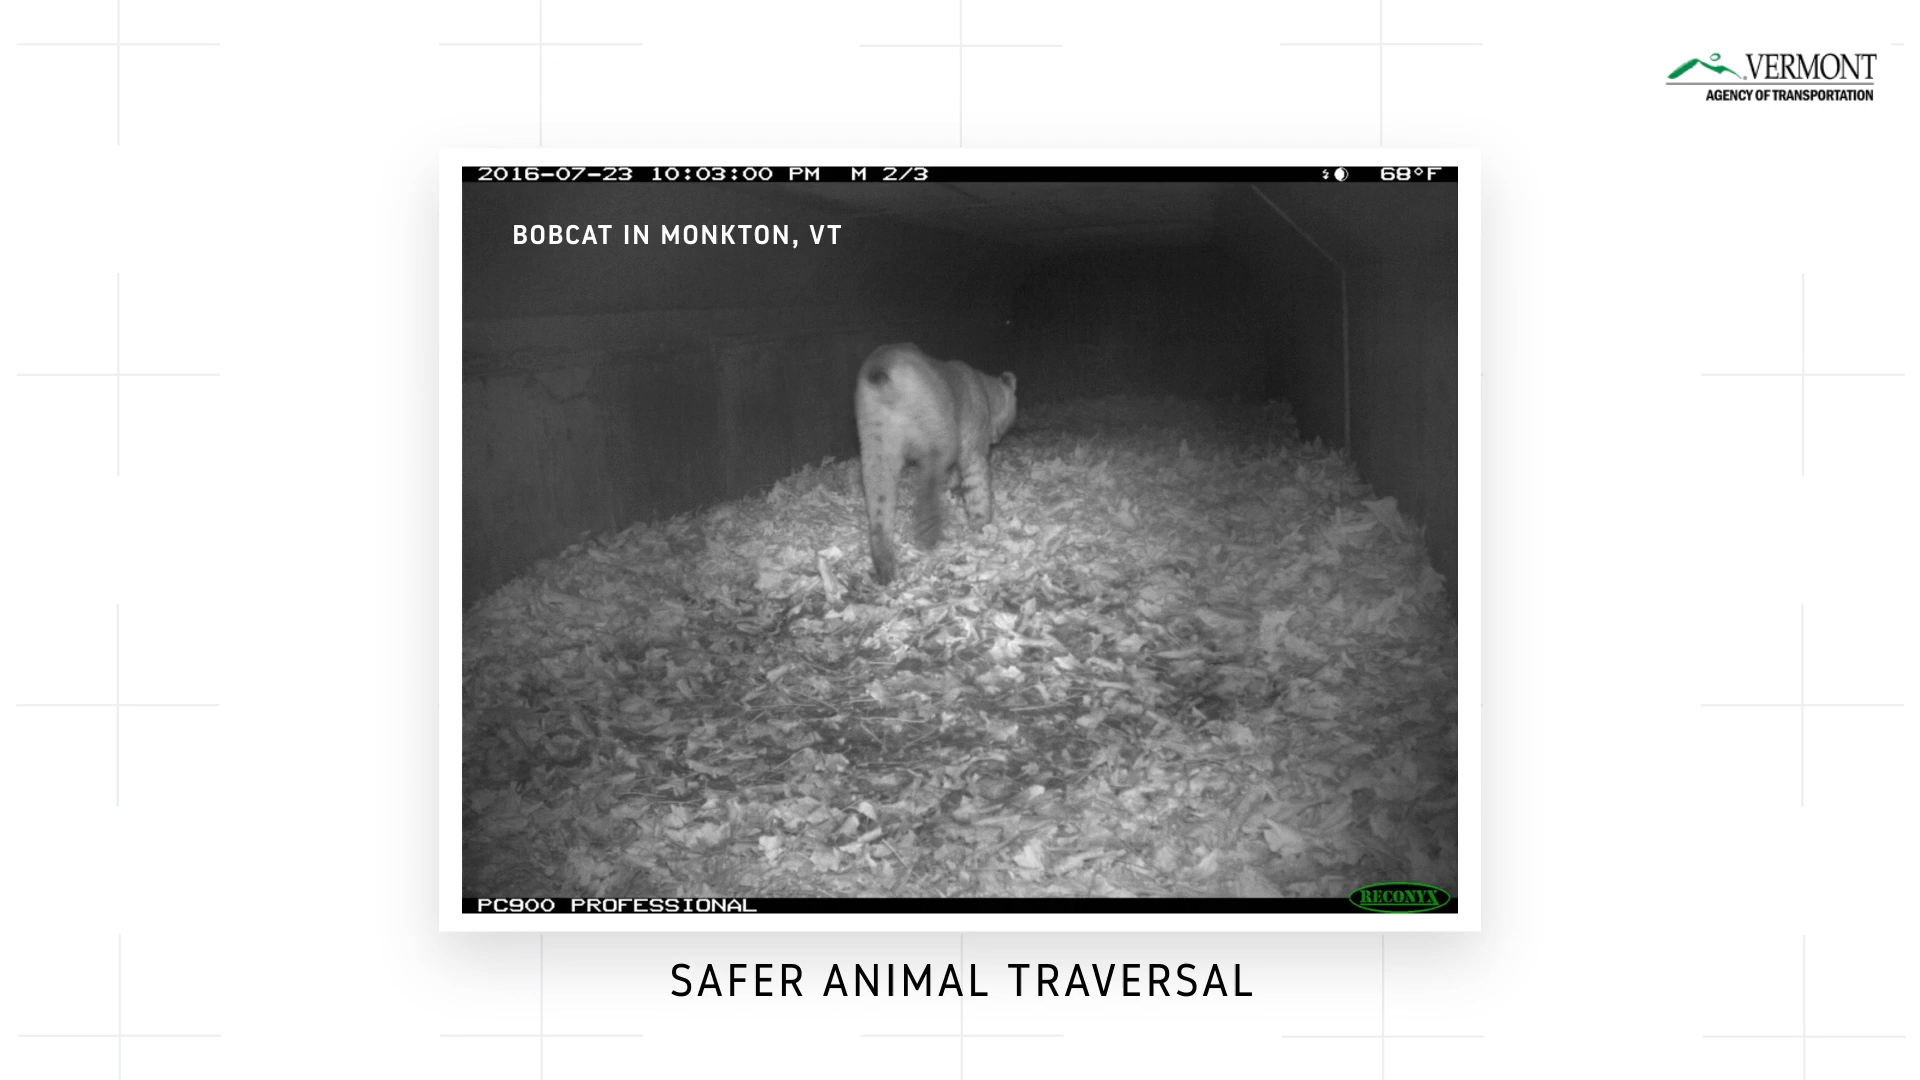 VERMONT
AGENCY OF TRANSPORTATION
2016-07-23 10:03:00 PM M 2/3 68°F
BOBCAT IN MONKTON, VT
PC900 PROFESSIONAL
RECONYX
SAFER ANIMAL TRAVERSAL